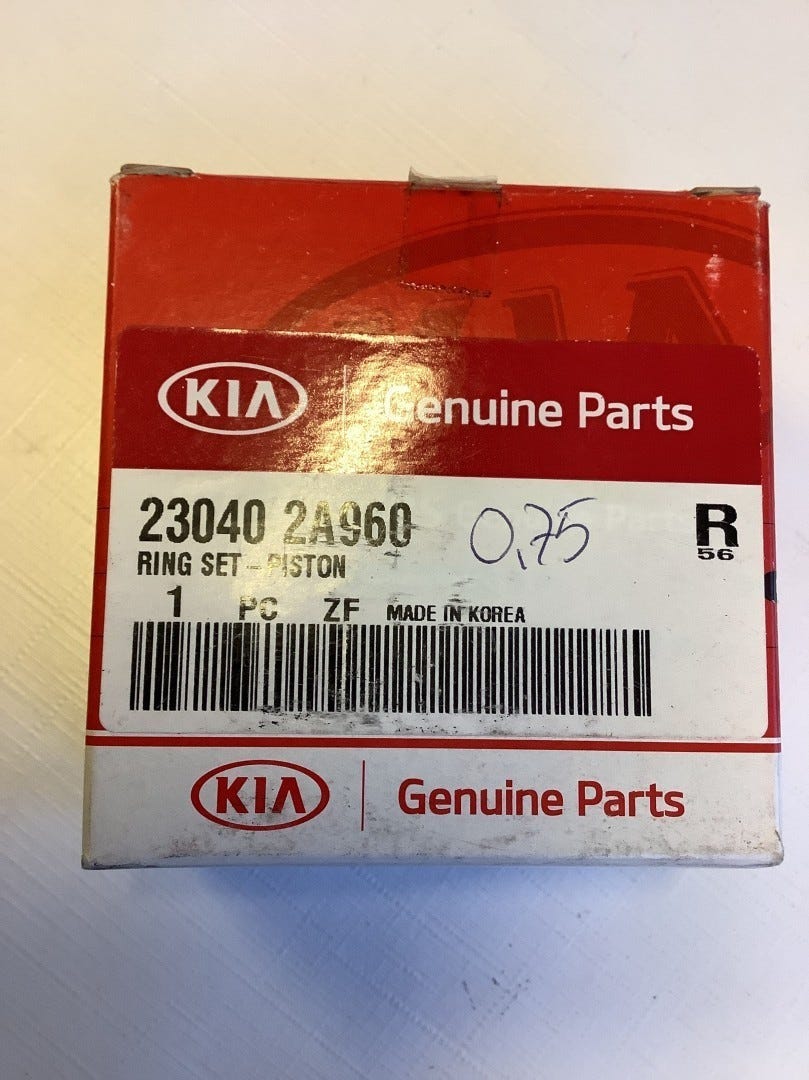 KIA Genuine Parts
23040 2A960 0,75 R
RING SET - PISTON 56
1 PC ZF MADE IN KOREA
KIA Genuine Parts